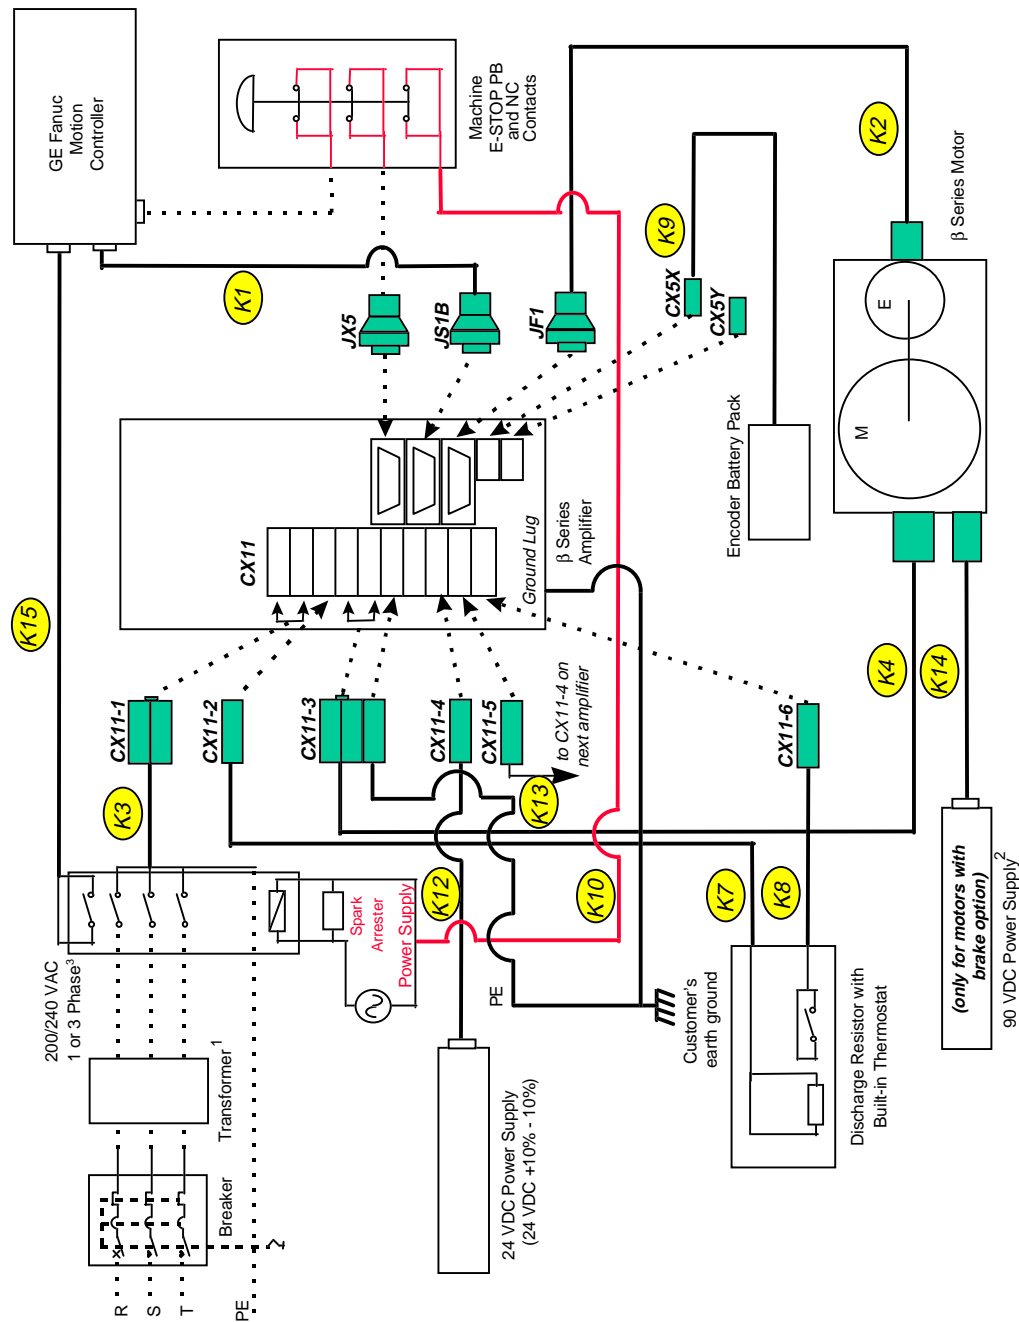 R
S
T
PE
Breaker
Transformer1
200/240 VAC
1 or 3 Phase3
K15
K3
CX11-1
CX11-2
CX11-3
CX11-4
CX11-5
to CX11-4 on
next amplifier
CX11-6
Spark
Arrester
Power Supply
K12
K13
K10
PE
24 VDC Power Supply
(24 VDC +10% - 10%)
Customer's
earth ground
K7
K8
Discharge Resistor with
Built-in Thermostat
K4
K14
(only for motors with
brake option)
90 VDC Power Supply2
CX11
Ground Lug
β Series
Amplifier
GE Fanuc
Motion
Controller
K1
Machine
E-STOP PB
and NC
Contacts
JX5
JS1B
JF1
K9
CX5X
CX5Y
Encoder Battery Pack
K2
β Series Motor
E
M